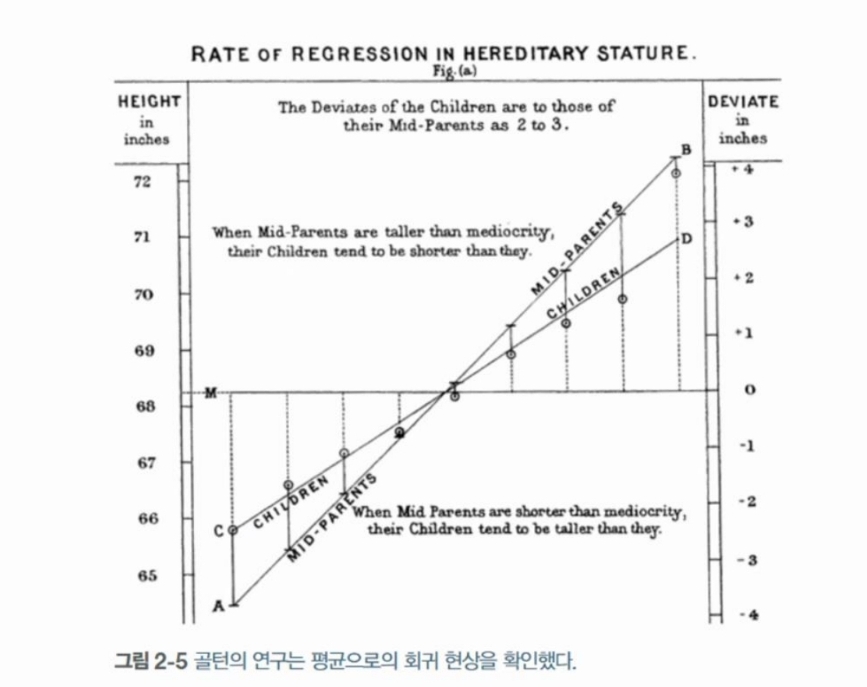 RATE OF REGRESSION IN HEREDITARY STATURE.
Fig.(a)
HEIGHT
in
inches
The Deviates of the Children are to those of
their Mid-Parents as 2 to 3.
DEVIATE
in
inches
B
+4
72
+3
71
When Mid-Parents are taller than mediocrity,
their Children tend to be shorter than they.
MID-PARENTS
D
CHILDREN
+2
70
+1
69
M
0
68
-1
67
CHILDREN
MID-PARENTS
-2
66
When Mid Parents are shorter than mediocrity,
their Children tend to be taller than they.
C
-3
65
A
-4
그림 2-5 골턴의 연구는 평균으로의 회귀 현상을 확인했다.